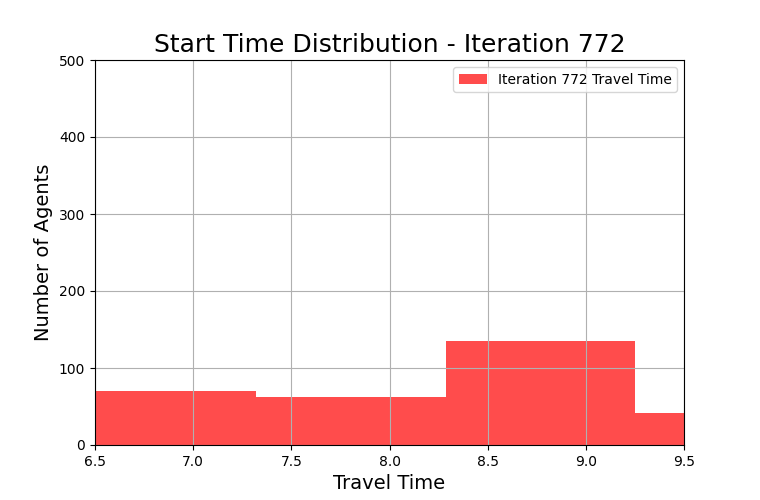 Start Time Distribution - Iteration 772
Iteration 772 Travel Time
Number of Agents
500
400
300
200
100
0
6.5 7.0 7.5 8.0 8.5 9.0 9.5
Travel Time